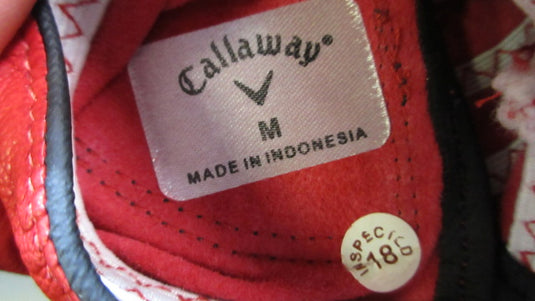 Callaway®
M
MADE IN INDONESIA
INSPECTED
18